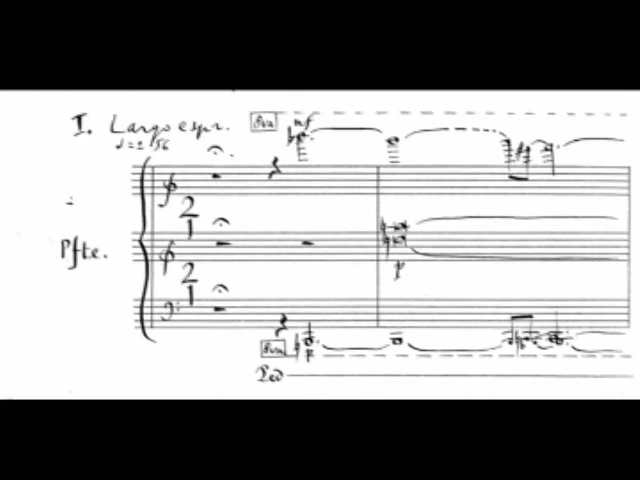 8va mf
I. Largo espr.
♩=± 56
2
1
Pfte.
p
2
1
8va p
Ped